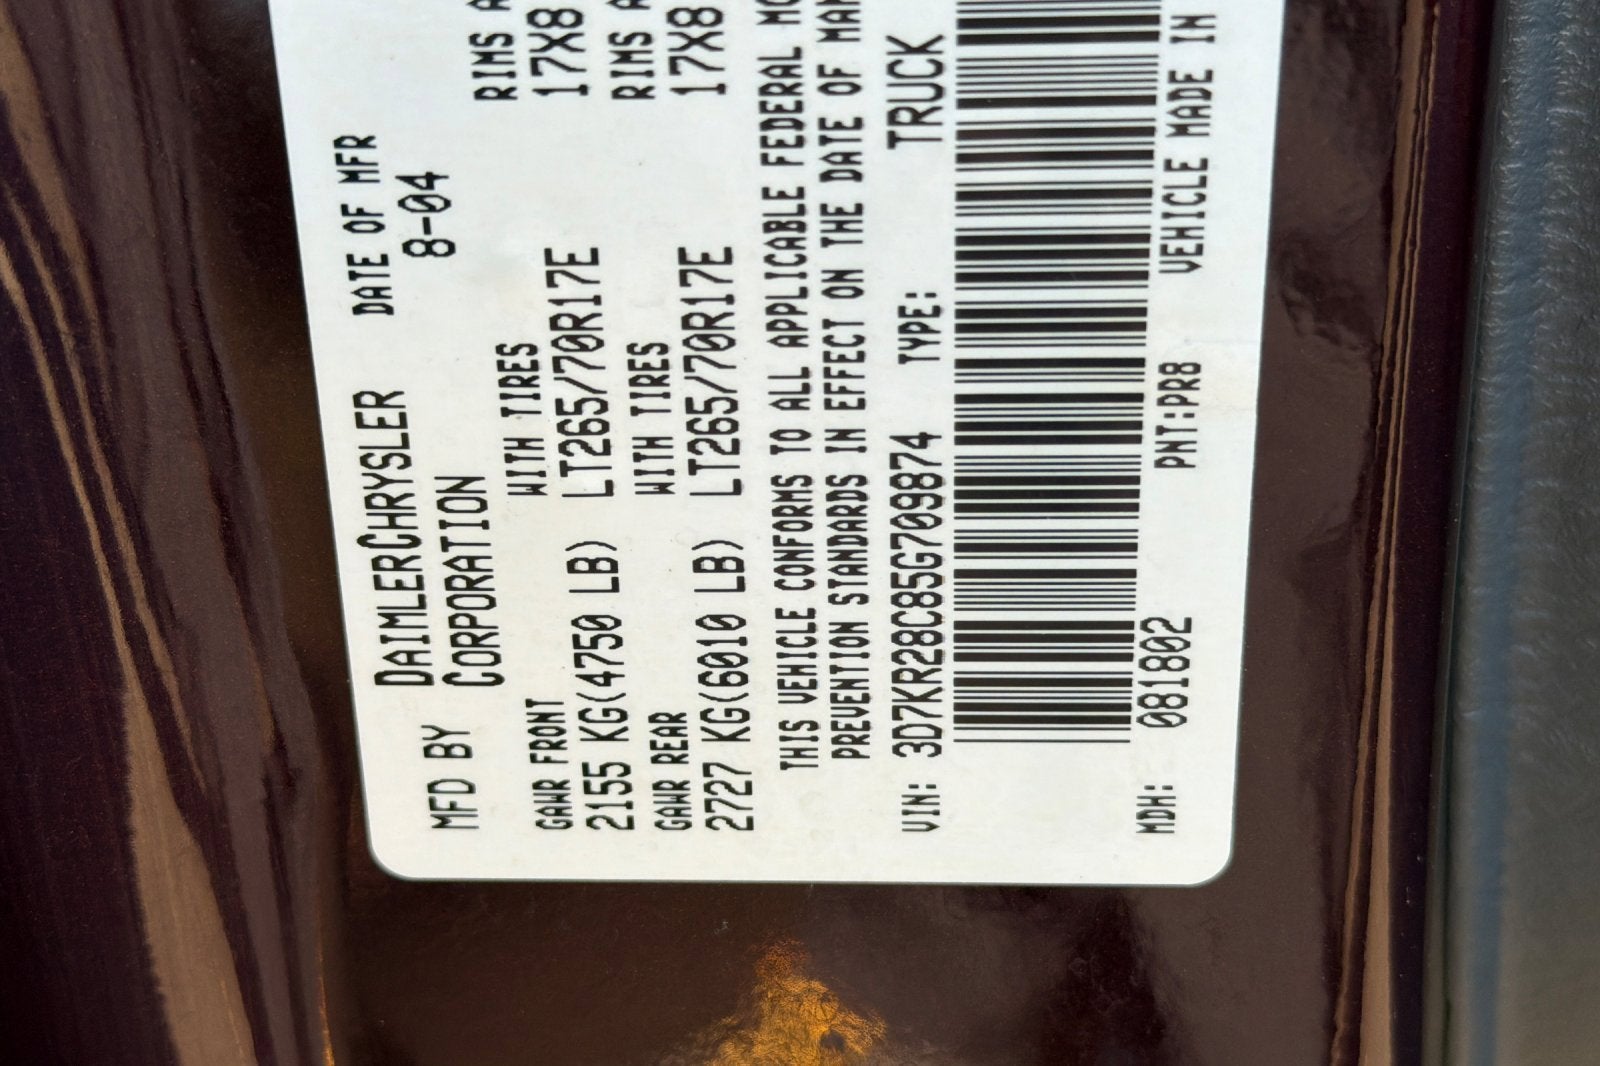 MFD BY DAIMLERCHRYSLER DATE OF MFR
CORPORATION 8-04
GAWR FRONT WITH TIRES RIMS A
2155 KG(4750 LB) LT265/70R17E 17X8
GAWR REAR WITH TIRES RIMS A
2727 KG(6010 LB) LT265/70R17E 17X8
THIS VEHICLE CONFORMS TO ALL APPLICABLE FEDERAL MO
PREVENTION STANDARDS IN EFFECT ON THE DATE OF MAN
VIN: 3D7KR28C85G709874 TYPE: TRUCK
MDH: 081802 PNT:PR8 VEHICLE MADE IN